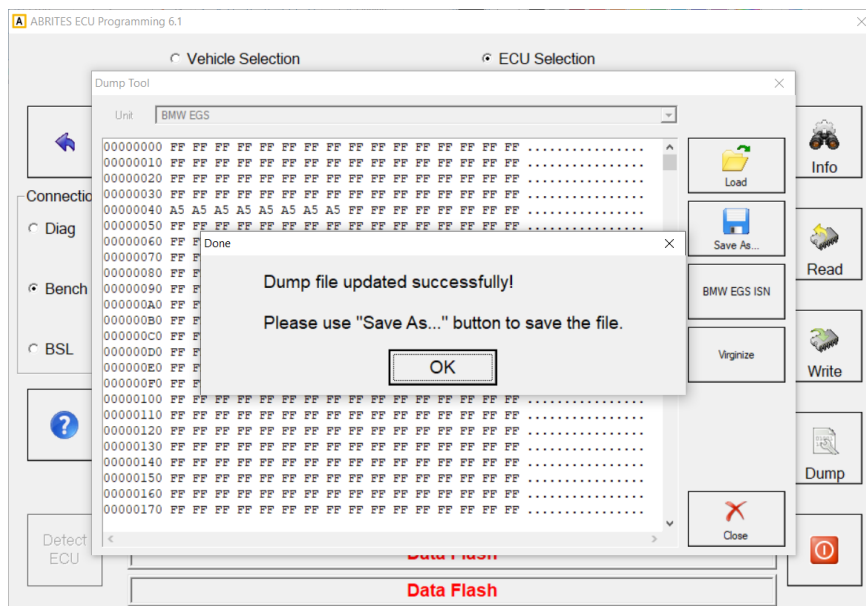 ABRITES ECU Programming 6.1
Vehicle Selection
ECU Selection
Dump Tool
Unit
BMW EGS
00000000 FF FF FF FF FF FF FF FF FF FF FF FF FF FF FF FF ................
00000010 FF FF FF FF FF FF FF FF FF FF FF FF FF FF FF FF ................
00000020 FF FF FF FF FF FF FF FF FF FF FF FF FF FF FF FF ................
00000030 FF FF FF FF FF FF FF FF FF FF FF FF FF FF FF FF ................
00000040 A5 A5 A5 A5 A5 A5 A5 A5 FF FF FF FF FF FF FF FF ................
00000050 FF FF FF FF FF FF FF FF FF FF FF FF FF FF FF FF ................
00000060 FF
00000070 FF
00000080 FF
00000090 FF
000000A0 FF
000000B0 FF
000000C0 FF
000000D0 FF
000000E0 FF
000000F0 FF
00000100 FF FF FF FF FF FF FF FF FF FF FF FF FF FF FF FF ................
00000110 FF FF FF FF FF FF FF FF FF FF FF FF FF FF FF FF ................
00000120 FF FF FF FF FF FF FF FF FF FF FF FF FF FF FF FF ................
00000130 FF FF FF FF FF FF FF FF FF FF FF FF FF FF FF FF ................
00000140 FF FF FF FF FF FF FF FF FF FF FF FF FF FF FF FF ................
00000150 FF FF FF FF FF FF FF FF FF FF FF FF FF FF FF FF ................
00000160 FF FF FF FF FF FF FF FF FF FF FF FF FF FF FF FF ................
00000170 FF FF FF FF FF FF FF FF FF FF FF FF FF FF FF FF ................
Done
Dump file updated successfully!
Please use "Save As..." button to save the file.
OK
Load
Save As...
BMW EGS ISN
Virginize
Close
Diag
Bench
BSL
Detect
ECU
Info
Read
Write
Dump
Data Flash